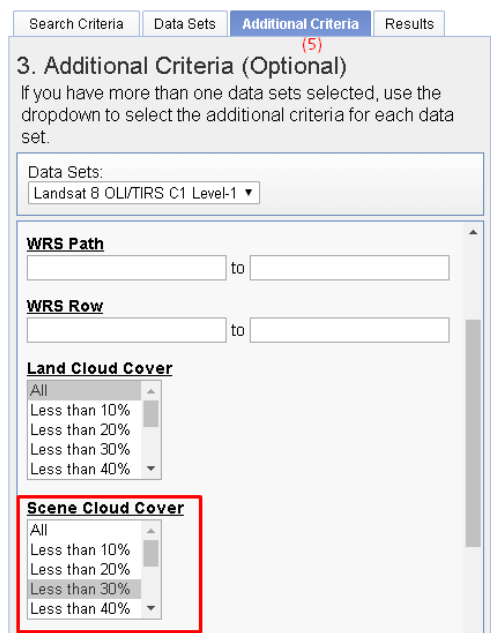 Search Criteria Data Sets Additional Criteria Results
(5)
3. Additional Criteria (Optional)
If you have more than one data sets selected, use the
dropdown to select the additional criteria for each data
set.
Data Sets:
Landsat 8 OLI/TIRS C1 Level-1
WRS Path
to
WRS Row
to
Land Cloud Cover
All
Less than 10%
Less than 20%
Less than 30%
Less than 40%
Scene Cloud Cover
All
Less than 10%
Less than 20%
Less than 30%
Less than 40%